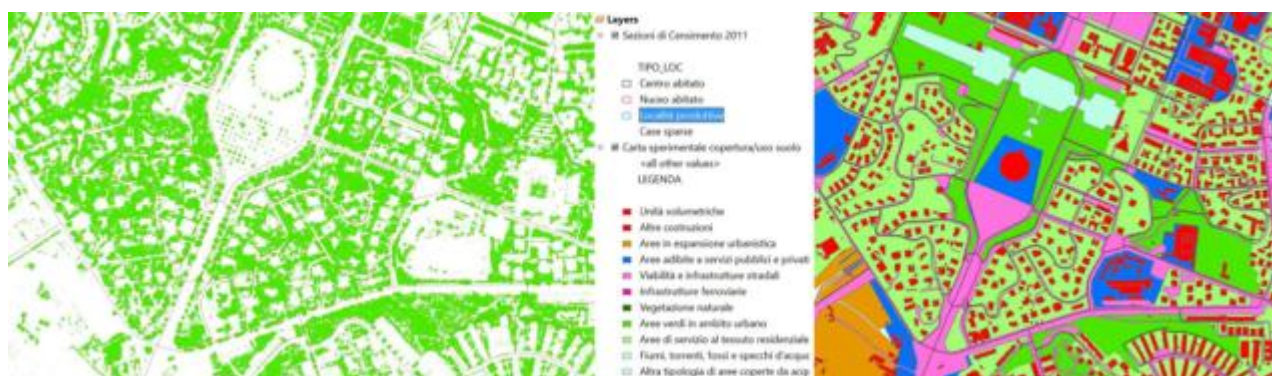 Layers
Sezioni di Censimento 2011
TIPO_LOC
Centro abitato
Nucleo abitato
Località produttive
Case sparse
Carta sperimentale copertura/uso suolo
<all other values>
LEGENDA
Unità volumetriche
Altre costruzioni
Aree in espansione urbanistica
Aree adibite a servizi pubblici e privati
Viabilità e infrastrutture stradali
Infrastrutture ferroviarie
Vegetazione naturale
Aree verdi in ambito urbano
Aree di servizio al tessuto residenziale
Fiumi, torrenti, fossi e specchi d'acqua
Altra tipologia di aree coperte da acq